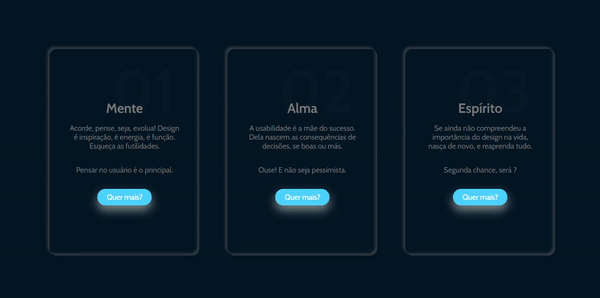 01
Mente
Acorde, pense, seja, evolua! Design
é inspiração, é energia, é função.
Esqueça as futilidades.
Pensar no usuário é o principal.
Quer mais?
02
Alma
A usabilidade é a mãe do sucesso.
Dela nascem as consequências de
decisões, se boas ou más.
Ouse! E não seja pessimista.
Quer mais?
03
Espírito
Se ainda não compreendeu a
importância do design na vida,
nasça de novo, e reaprenda tudo.
Segunda chance, será ?
Quer mais?